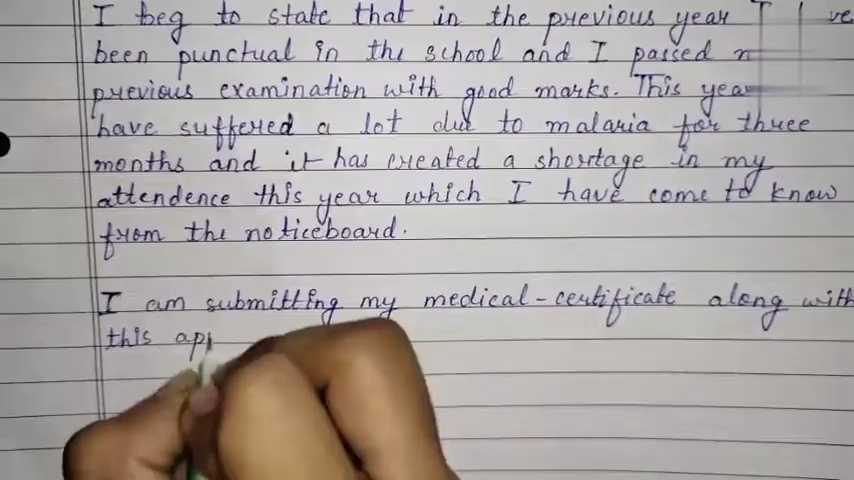 I beg to state that in the previous year I ve
been punctual in the school and I passed
previous examination with good marks. This year
have suffered a lot due to malaria for three
months and it has created a shortage in my
attendence this year which I have come to know
from the noticeboard.
I am submitting my medical-certificate along with
this ap